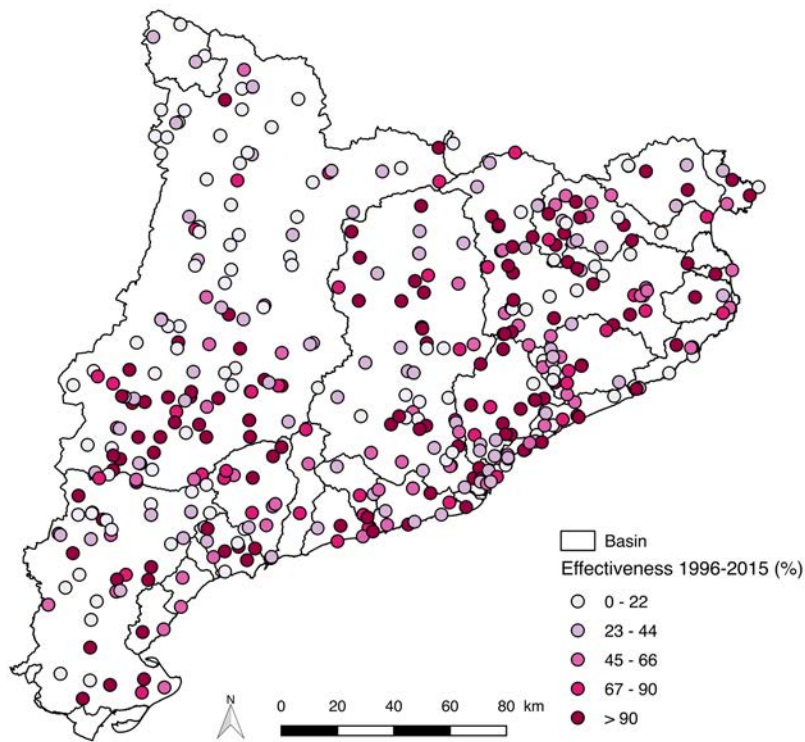 Basin
Effectiveness 1996-2015 (%)
0 - 22
23 - 44
45 - 66
67 - 90
> 90
N
0 20 40 60 80 km